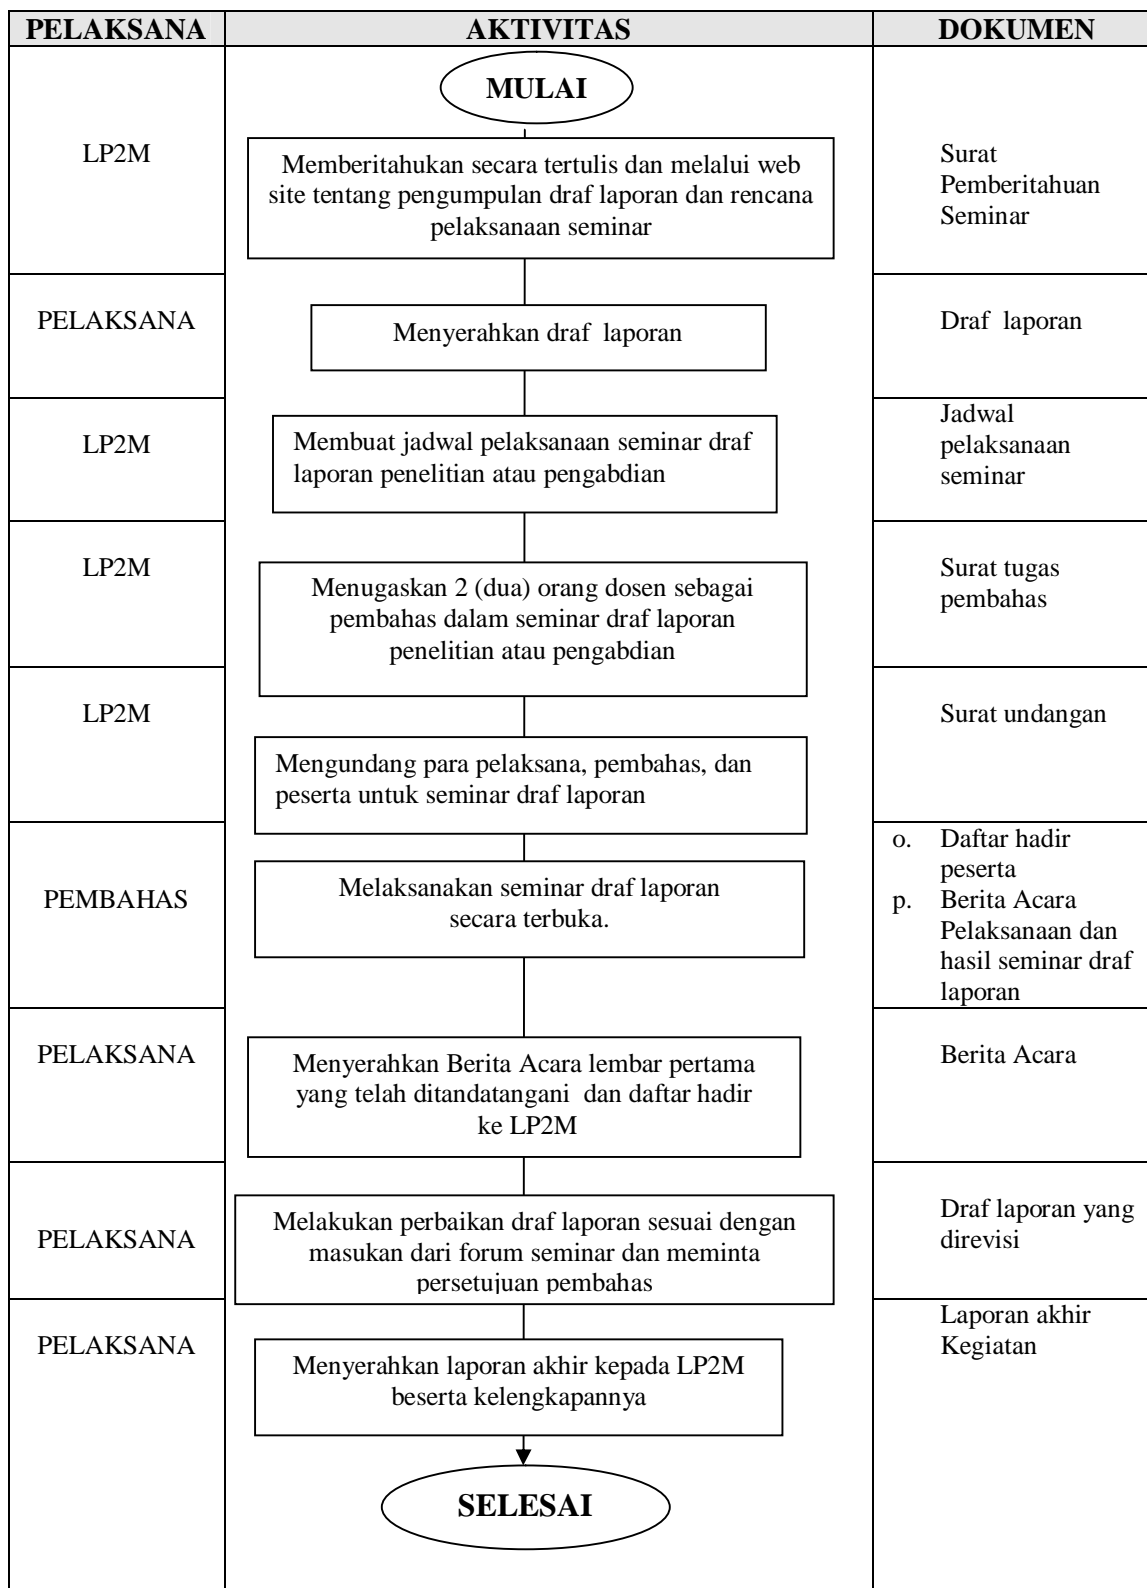 PELAKSANA AKTIVITAS DOKUMEN
MULAI
LP2M
Memberitahukan secara tertulis dan melalui web
site tentang pengumpulan draf laporan dan rencana
pelaksanaan seminar
Surat
Pemberitahuan
Seminar
PELAKSANA
Menyerahkan draf laporan
Draf laporan
LP2M
Membuat jadwal pelaksanaan seminar draf
laporan penelitian atau pengabdian
Jadwal
pelaksanaan
seminar
LP2M
Menugaskan 2 (dua) orang dosen sebagai
pembahas dalam seminar draf laporan
penelitian atau pengabdian
Surat tugas
pembahas
LP2M
Mengundang para pelaksana, pembahas, dan
peserta untuk seminar draf laporan
Surat undangan
PEMBAHAS
Melaksanakan seminar draf laporan
secara terbuka.
o. Daftar hadir
peserta
p. Berita Acara
Pelaksanaan dan
hasil seminar draf
laporan
PELAKSANA
Menyerahkan Berita Acara lembar pertama
yang telah ditandatangani dan daftar hadir
ke LP2M
Berita Acara
PELAKSANA
Melakukan perbaikan draf laporan sesuai dengan
masukan dari forum seminar dan meminta
persetujuan pembahas
Draf laporan yang
direvisi
PELAKSANA
Menyerahkan laporan akhir kepada LP2M
beserta kelengkapannya
Laporan akhir
Kegiatan
SELESAI